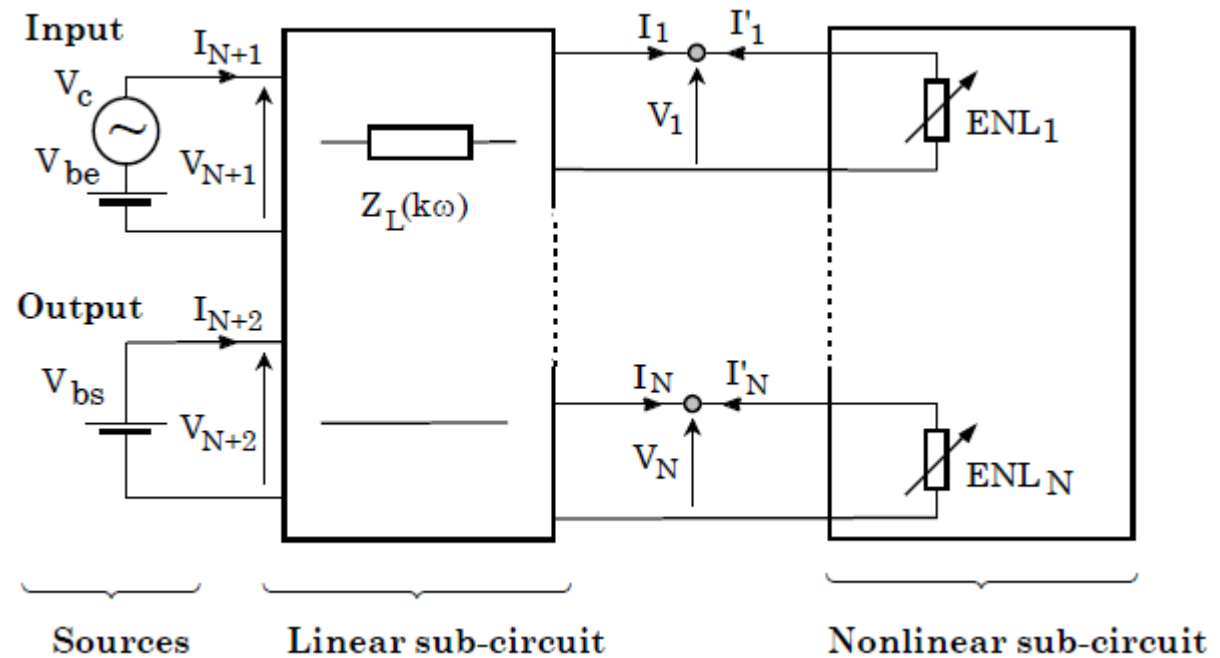 Input
I_{N+1}
V_c
V_{be}
V_{N+1}
Z_L(kω)
I_1 I'_1
V_1
ENL_1
Output
I_{N+2}
V_{bs}
V_{N+2}
I_N I'_N
V_N
ENL_N
Sources
Linear sub-circuit
Nonlinear sub-circuit